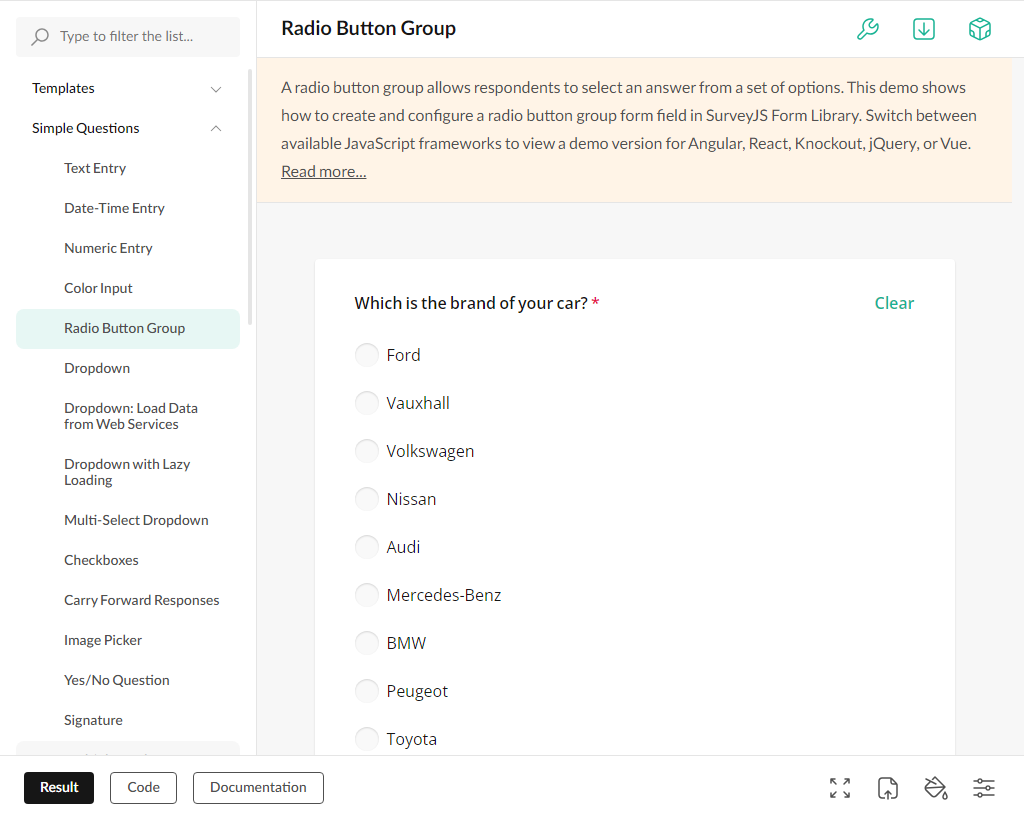 Type to filter the list...
Templates
Simple Questions
Text Entry
Date-Time Entry
Numeric Entry
Color Input
Radio Button Group
Dropdown
Dropdown: Load Data
from Web Services
Dropdown with Lazy
Loading
Multi-Select Dropdown
Checkboxes
Carry Forward Responses
Image Picker
Yes/No Question
Signature
Radio Button Group
A radio button group allows respondents to select an answer from a set of options. This demo shows
how to create and configure a radio button group form field in SurveyJS Form Library. Switch between
available JavaScript frameworks to view a demo version for Angular, React, Knockout, jQuery, or Vue.
Read more...
Which is the brand of your car? *
Clear
Ford
Vauxhall
Volkswagen
Nissan
Audi
Mercedes-Benz
BMW
Peugeot
Toyota
Result
Code
Documentation